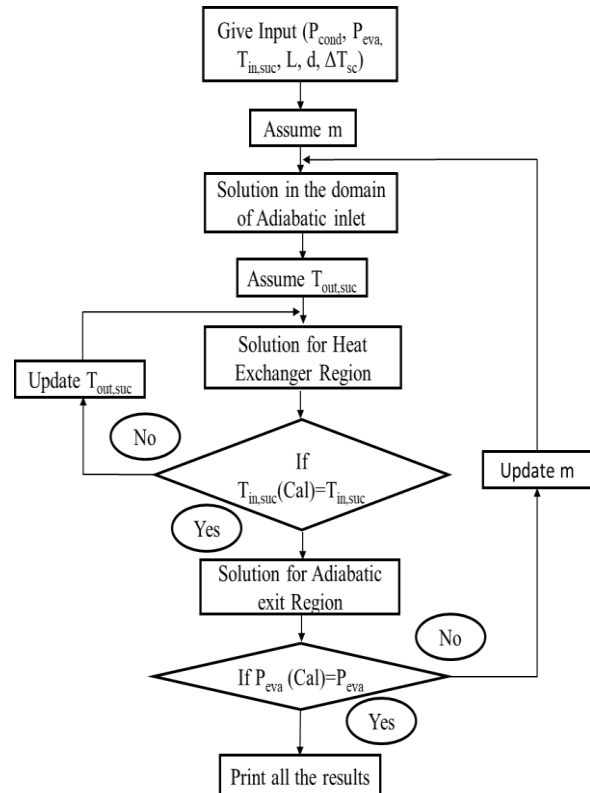 Give Input (P_cond, P_eva,
T_in,suc, L, d, ΔT_sc)
Assume m
Solution in the domain
of Adiabatic inlet
Assume T_out,suc
Solution for Heat
Exchanger Region
Update T_out,suc
No
If
T_in,suc(Cal)=T_in,suc
Update m
Yes
Solution for Adiabatic
exit Region
No
If P_eva (Cal)=P_eva
Yes
Print all the results